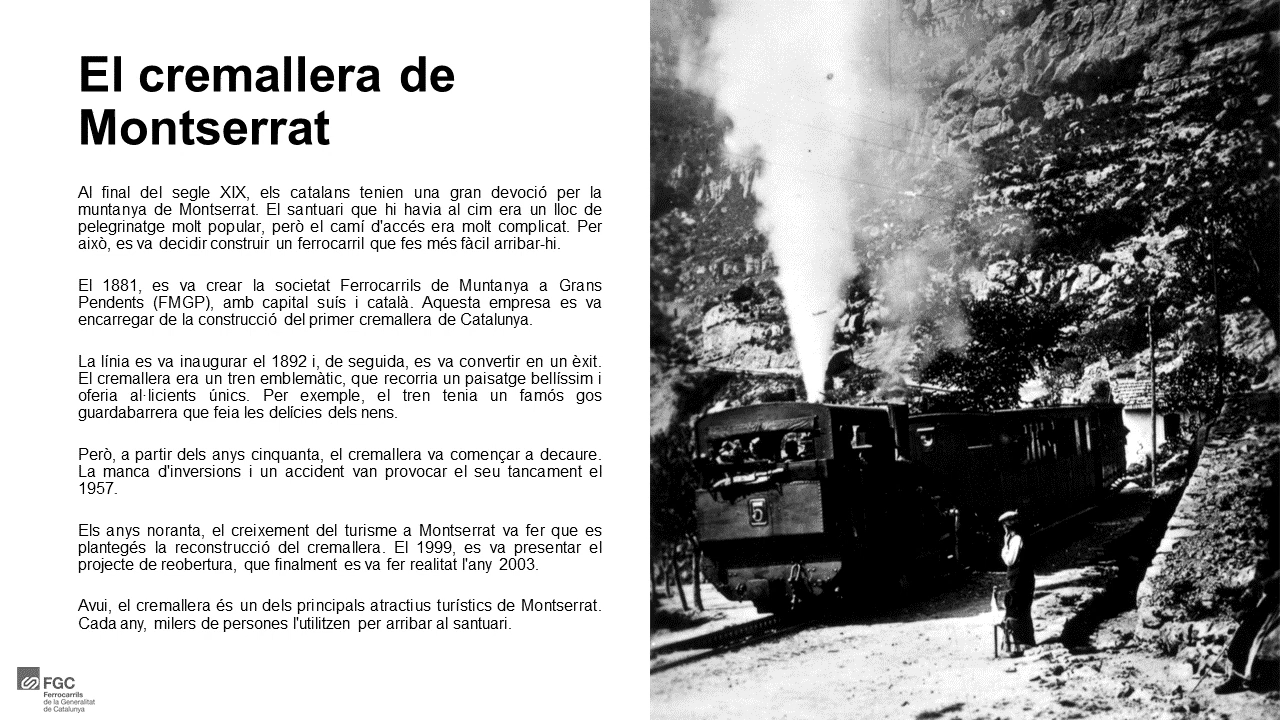 El cremallera de
Montserrat
Al final del segle XIX, els catalans tenien una gran devoció per la
muntanya de Montserrat. El santuari que hi havia al cim era un lloc de
pelegrinatge molt popular, però el camí d'accés era molt complicat. Per
això, es va decidir construir un ferrocarril que fes més fàcil arribar-hi.
El 1881, es va crear la societat Ferrocarrils de Muntanya a Grans
Pendents (FMGP), amb capital suís i català. Aquesta empresa es va
encarregar de la construcció del primer cremallera de Catalunya.
La línia es va inaugurar el 1892 i, de seguida, es va convertir en un èxit.
El cremallera era un tren emblemàtic, que recorria un paisatge bellíssim i
oferia al·licients únics. Per exemple, el tren tenia un famós gos
guardabarrera que feia les delícies dels nens.
Però, a partir dels anys cinquanta, el cremallera va començar a decaure.
La manca d'inversions i un accident van provocar el seu tancament el
1957.
Els anys noranta, el creixement del turisme a Montserrat va fer que es
plantegés la reconstrucció del cremallera. El 1999, es va presentar el
projecte de reobertura, que finalment es va fer realitat l'any 2003.
Avui, el cremallera és un dels principals atractius turístics de Montserrat.
Cada any, milers de persones l'utilitzen per arribar al santuari.
FGC
Ferrocarrils
de la Generalitat
de Catalunya
5